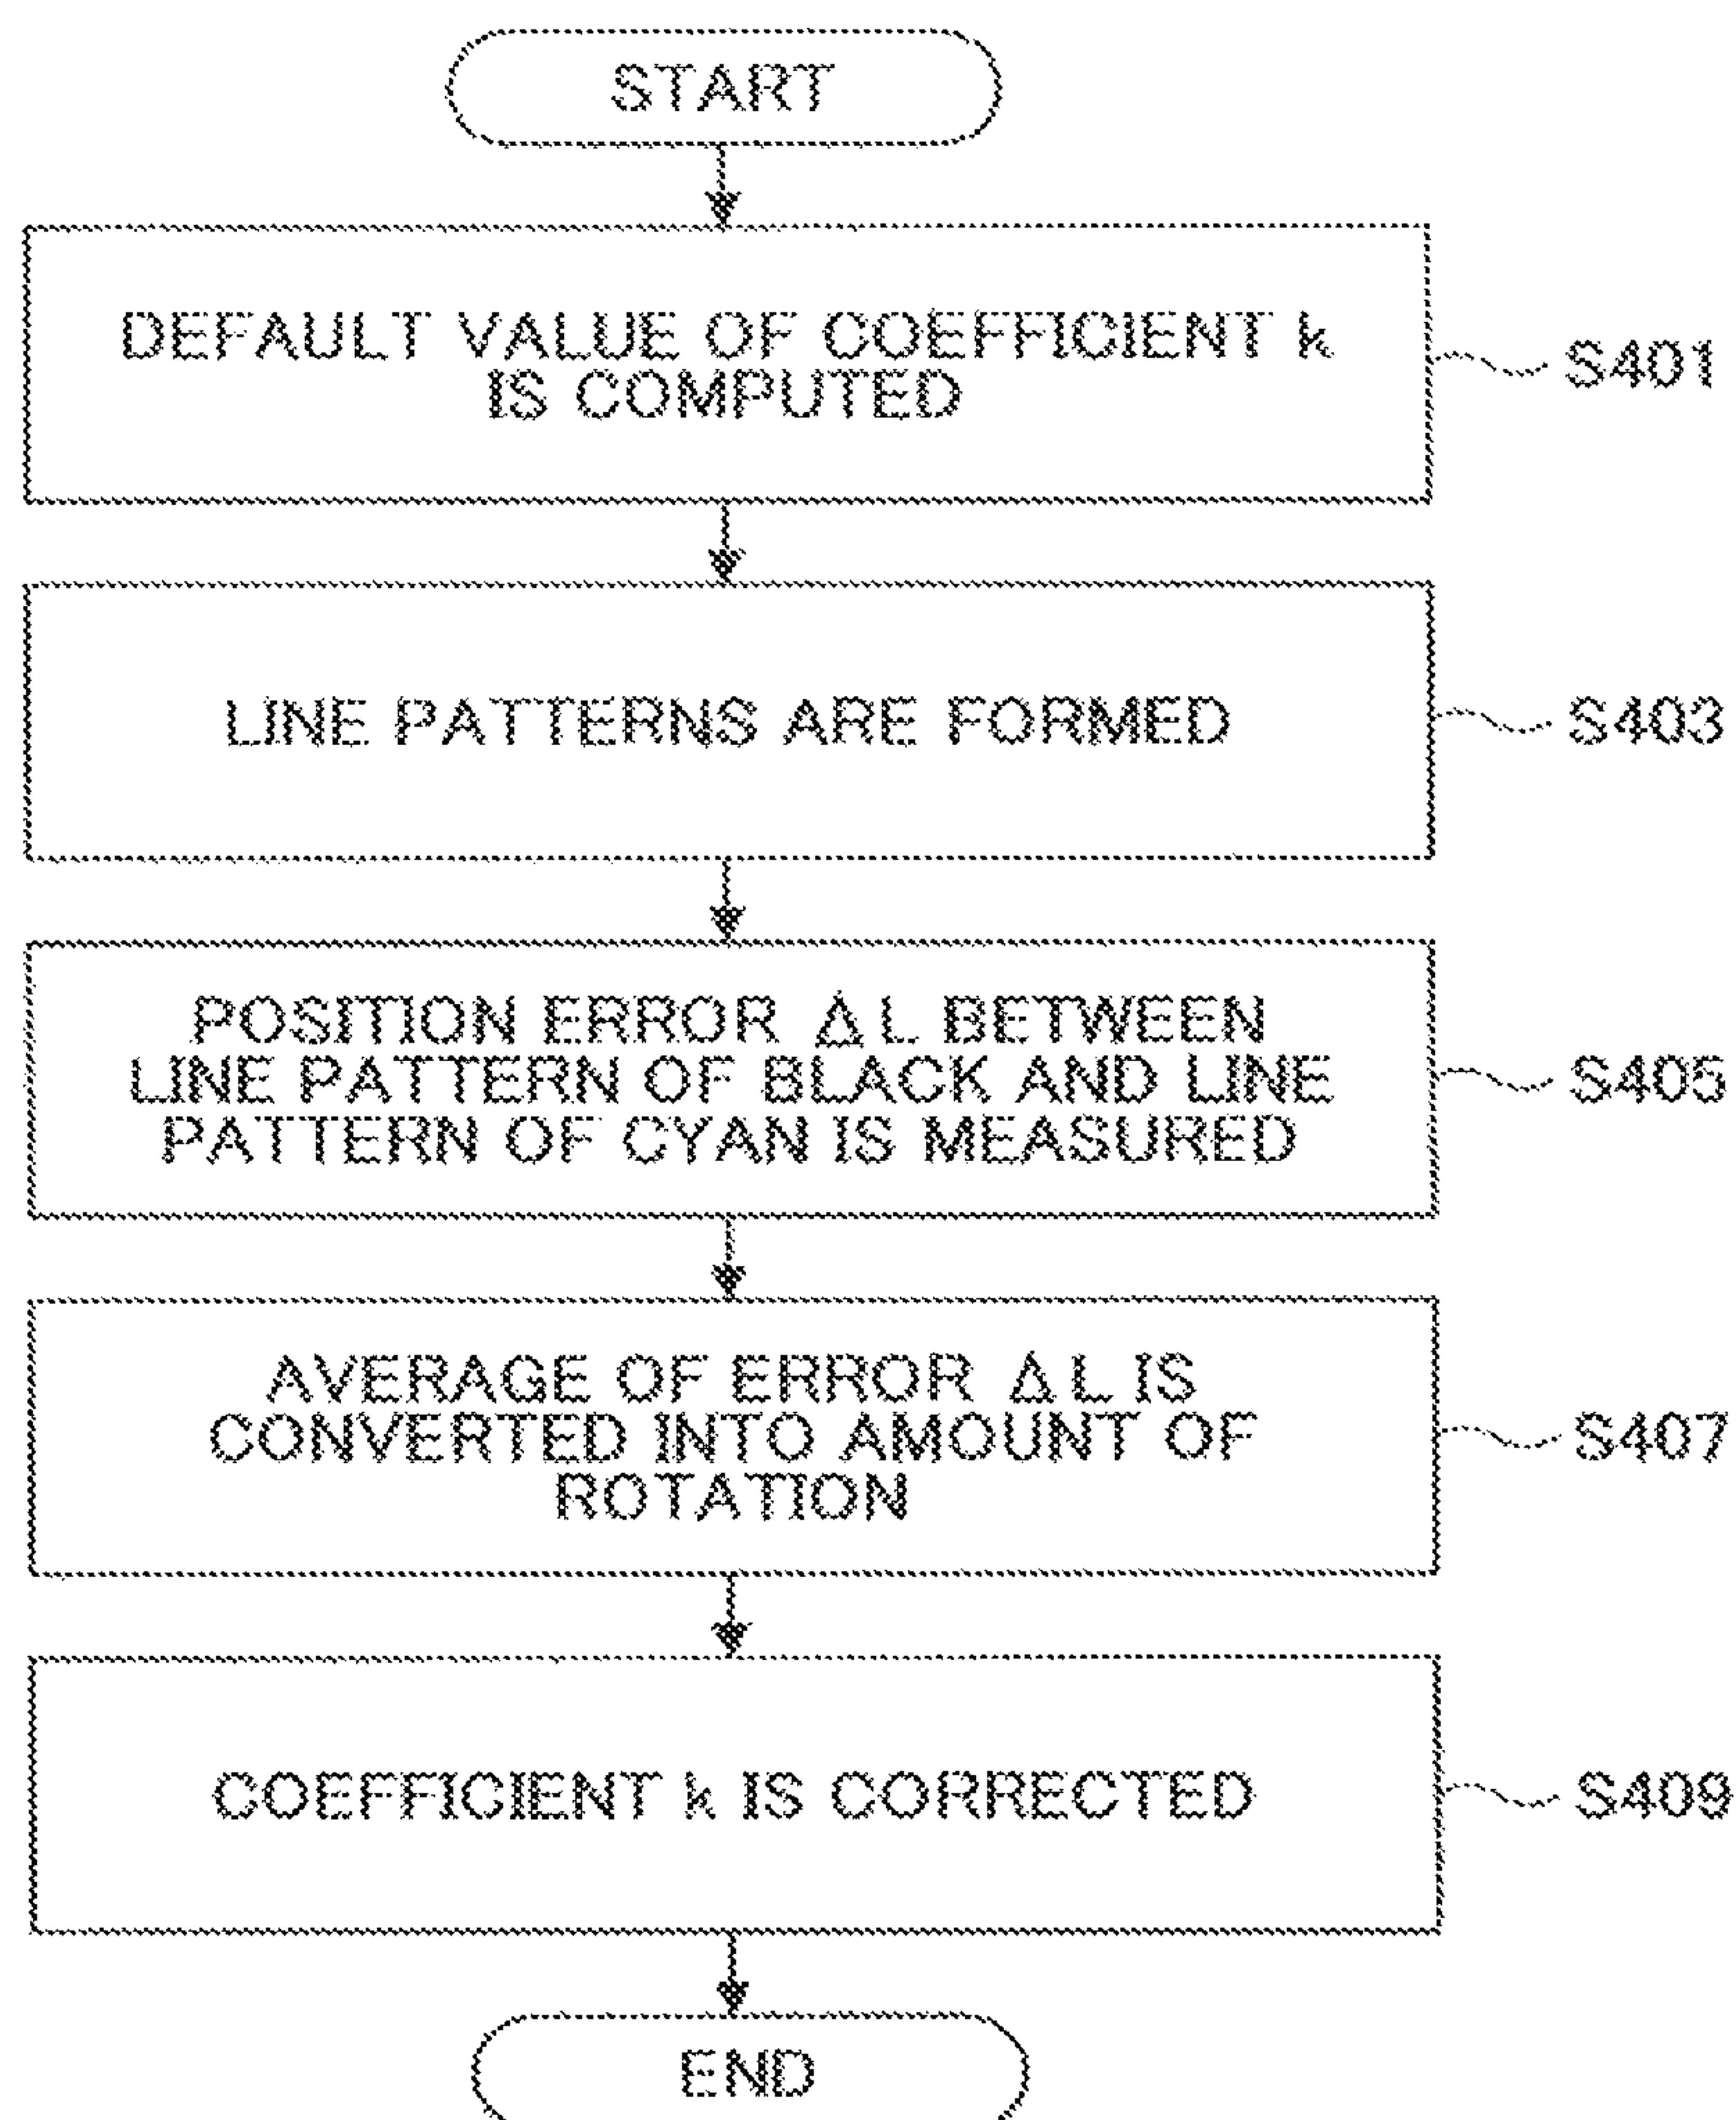 START
DEFAULT VALUE OF COEFFICIENT k
IS COMPUTED
S401
LINE PATTERNS ARE FORMED
S403
POSITION ERROR ΔL BETWEEN
LINE PATTERN OF BLACK AND LINE
PATTERN OF CYAN IS MEASURED
S405
AVERAGE OF ERROR ΔL IS
CONVERTED INTO AMOUNT OF
ROTATION
S407
COEFFICIENT k IS CORRECTED
S409
END